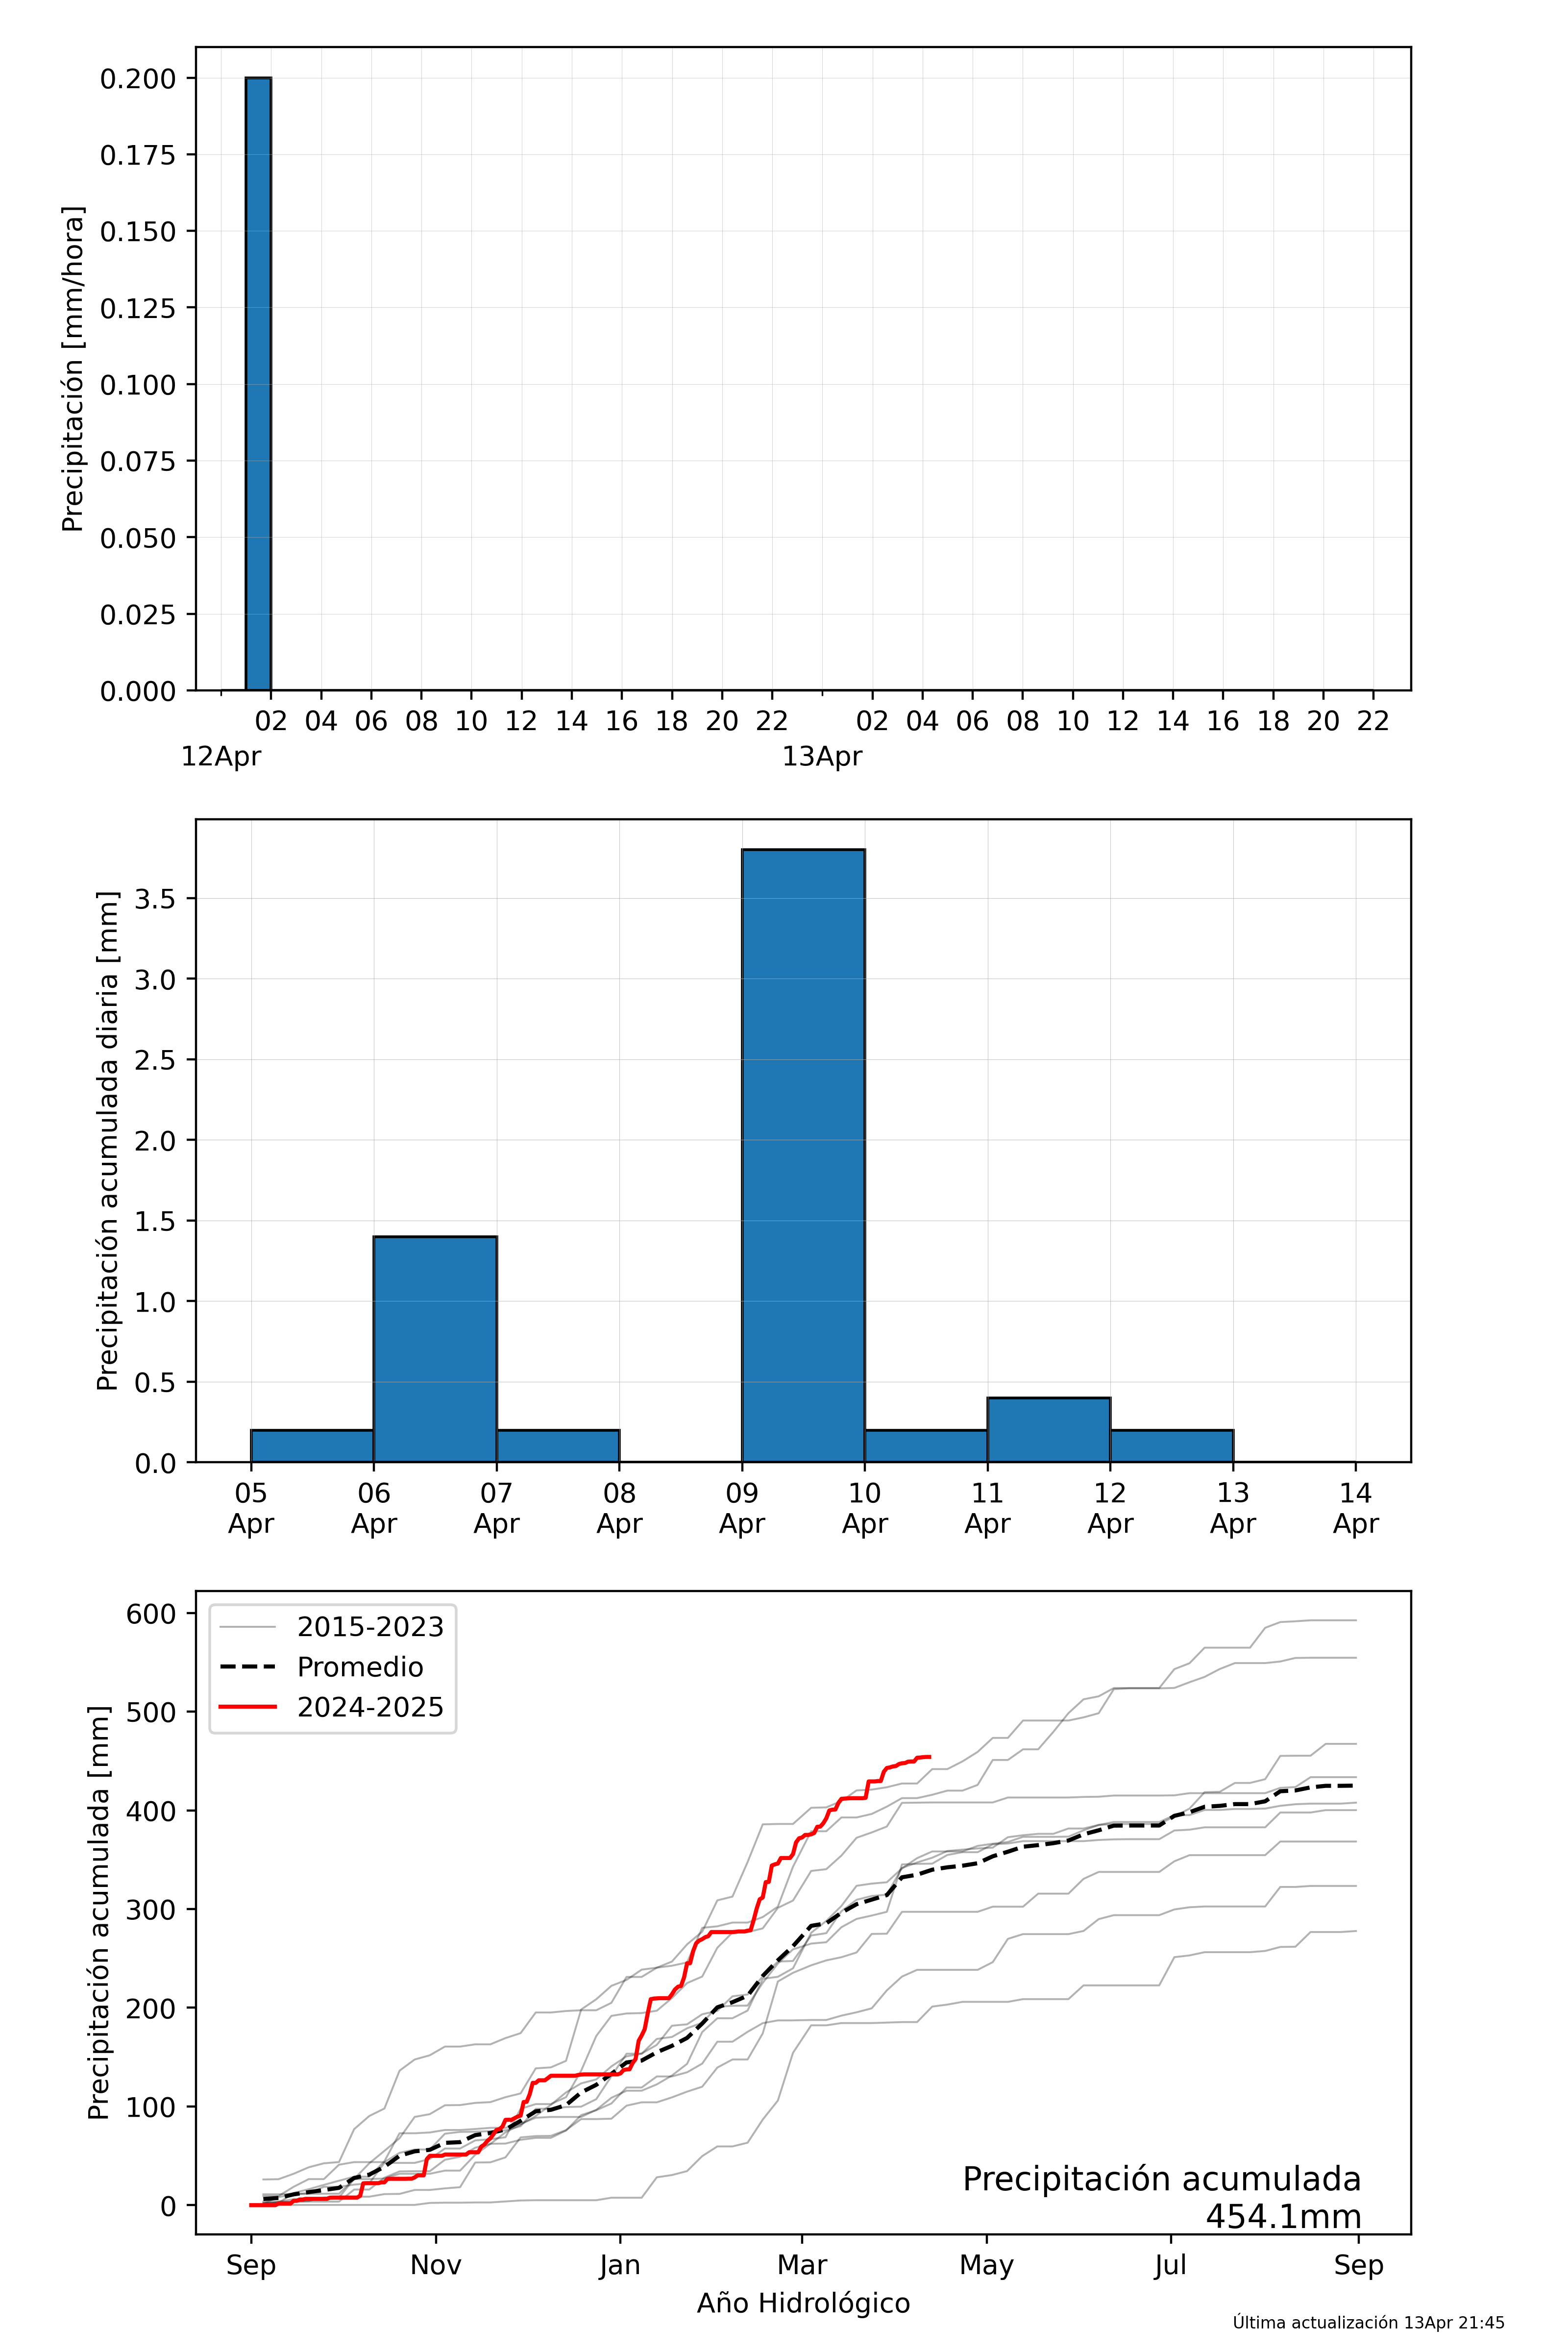 Precipitación [mm/hora]
0.200
0.175
0.150
0.125
0.100
0.075
0.050
0.025
0.000
02 04 06 08 10 12 14 16 18 20 22 02 04 06 08 10 12 14 16 18 20 22
12Apr 13Apr
Precipitación acumulada diaria [mm]
3.5
3.0
2.5
2.0
1.5
1.0
0.5
0.0
05 06 07 08 09 10 11 12 13 14
Apr Apr Apr Apr Apr Apr Apr Apr Apr Apr
Precipitación acumulada [mm]
600
500
400
300
200
100
0
2015-2023
Promedio
2024-2025
Precipitación acumulada
454.1mm
Sep Nov Jan Mar May Jul Sep
Año Hidrológico
Última actualización 13Apr 21:45